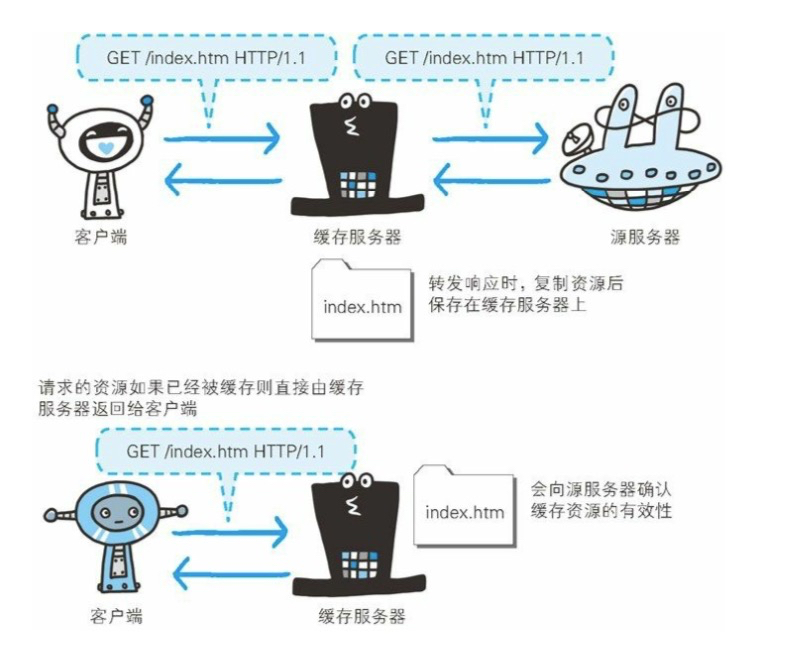 GET /index.htm HTTP/1.1
GET /index.htm HTTP/1.1
客户端
缓存服务器
源服务器
index.htm
转发响应时，复制资源后
保存在缓存服务器上
请求的资源如果已经被缓存则直接由缓存
服务器返回给客户端
GET /index.htm HTTP/1.1
index.htm
会向源服务器确认
缓存资源的有效性
客户端
缓存服务器